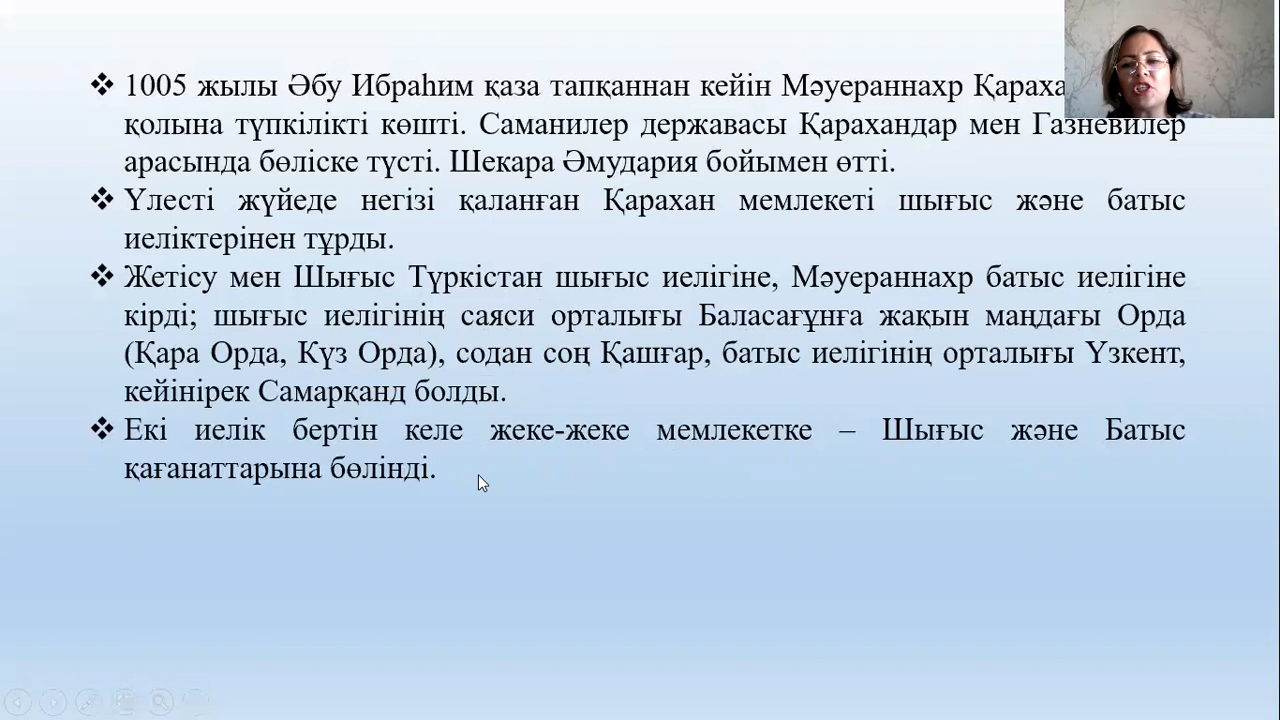 ❖ 1005 жылы Әбу Ибраһим қаза тапқаннан кейін Мәуераннахр
қолына түпкілікті көшті. Саманилер державасы Қарахандар мен Газневилер
арасында бөліске түсті. Шекара Әмудария бойымен өтті.
❖ Үлесті жүйеде негізі қаланған Қарахан мемлекеті шығыс және батыс
иеліктерінен тұрды.
❖ Жетісу мен Шығыс Түркістан шығыс иелігіне, Мәуераннахр батыс иелігіне
кірді; шығыс иелігінің саяси орталығы Баласағұнға жақын маңдағы Орда
(Қара Орда, Күз Орда), содан соң Қашғар, батыс иелігінің орталығы Үзкент,
кейінірек Самарқанд болды.
❖ Екі иелік бертін келе жеке-жеке мемлекетке – Шығыс және Батыс
қағанаттарына бөлінді.